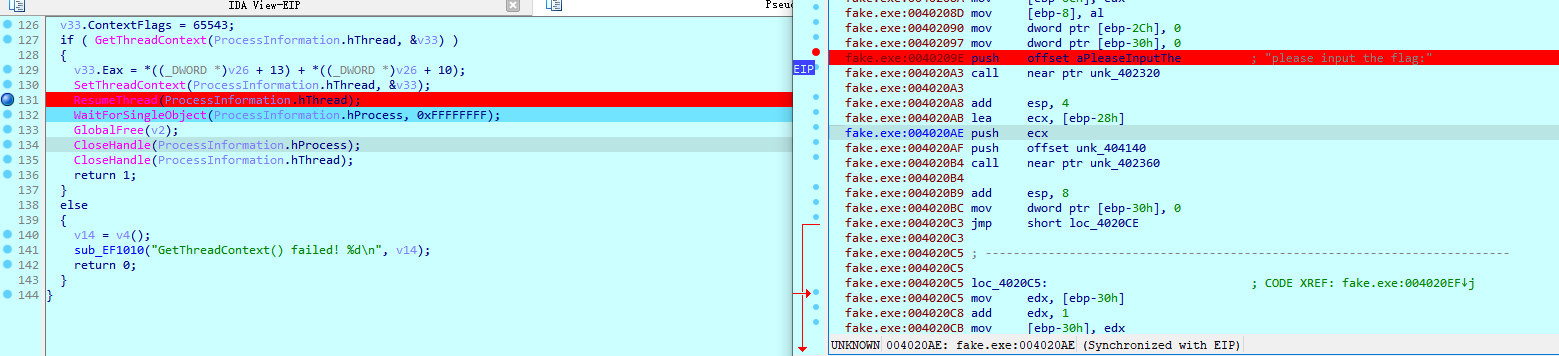 IDA View-EIP
Pseu
126 v33.ContextFlags = 65543;
127 if ( GetThreadContext(ProcessInformation.hThread, &v33) )
128 {
129 v33.Eax = *((_DWORD *)v26 + 13) + *((_DWORD *)v26 + 10);
130 SetThreadContext(ProcessInformation.hThread, &v33);
131 ResumeThread(ProcessInformation.hThread);
132 WaitForSingleObject(ProcessInformation.hProcess, 0xFFFFFFFF);
133 GlobalFree(v2);
134 CloseHandle(ProcessInformation.hProcess);
135 CloseHandle(ProcessInformation.hThread);
136 return 1;
137 }
138 else
139 {
140 v14 = v4();
141 sub_EF1010("GetThreadContext() failed! %d\n", v14);
142 return 0;
143 }
144 }
fake.exe:0040208D mov [ebp-8], al
fake.exe:00402090 mov dword ptr [ebp-2Ch], 0
fake.exe:00402097 mov dword ptr [ebp-30h], 0
fake.exe:0040209E push offset aPleaseInputThe ; "please input the flag:"
EIP
fake.exe:004020A3 call near ptr unk_402320
fake.exe:004020A3
fake.exe:004020A8 add esp, 4
fake.exe:004020AB lea ecx, [ebp-28h]
fake.exe:004020AE push ecx
fake.exe:004020AF push offset unk_404140
fake.exe:004020B4 call near ptr unk_402360
fake.exe:004020B4
fake.exe:004020B9 add esp, 8
fake.exe:004020BC mov dword ptr [ebp-30h], 0
fake.exe:004020C3 jmp short loc_4020CE
fake.exe:004020C3
fake.exe:004020C5 ; ---------------------------------------------------------------------------
fake.exe:004020C5
fake.exe:004020C5 loc_4020C5: ; CODE XREF: fake.exe:004020EF↓j
fake.exe:004020C5 mov edx, [ebp-30h]
fake.exe:004020C8 add edx, 1
fake.exe:004020CB mov [ebp-30h], edx
UNKNOWN 004020AE: fake.exe:004020AE (Synchronized with EIP)